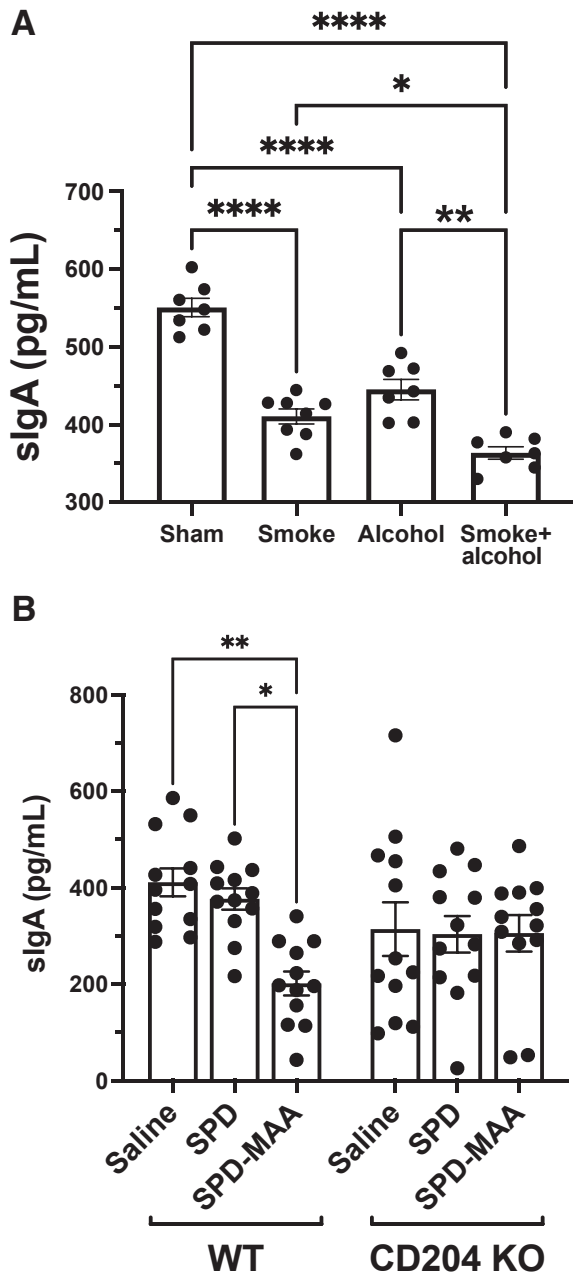 A
****
*
****
****
**
700
600
500
400
300
sIgA (pg/mL)
Sham
Smoke
Alcohol
Smoke+
alcohol
B
**
*
800
600
400
200
0
sIgA (pg/mL)
Saline
SPD
SPD-MAA
Saline
SPD
SPD-MAA
WT
CD204 KO